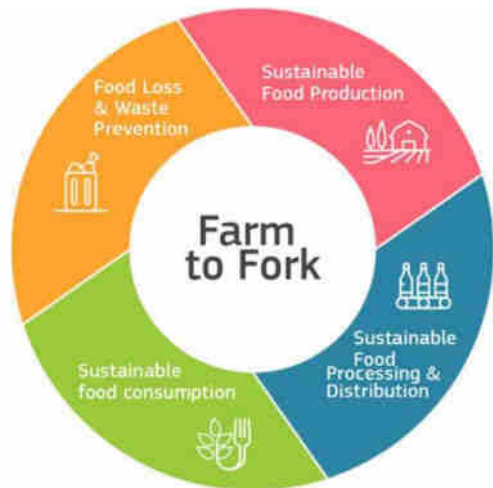 Food Loss
& Waste
Prevention
Sustainable
Food Production
Farm
to Fork
Sustainable
Food
Processing &
Distribution
Sustainable
food consumption